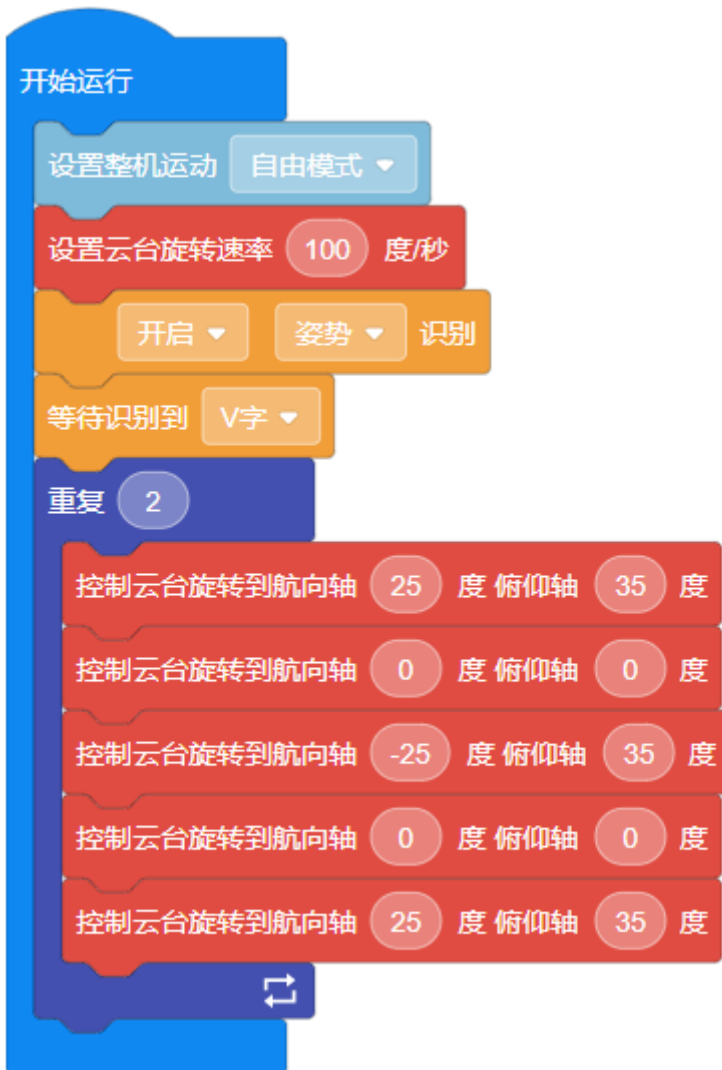 开始运行
设置整机运动 自由模式
设置云台旋转速率 100 度/秒
开启 姿势 识别
等待识别到 V字
重复 2
控制云台旋转到航向轴 25 度 俯仰轴 35 度
控制云台旋转到航向轴 0 度 俯仰轴 0 度
控制云台旋转到航向轴 -25 度 俯仰轴 35 度
控制云台旋转到航向轴 0 度 俯仰轴 0 度
控制云台旋转到航向轴 25 度 俯仰轴 35 度